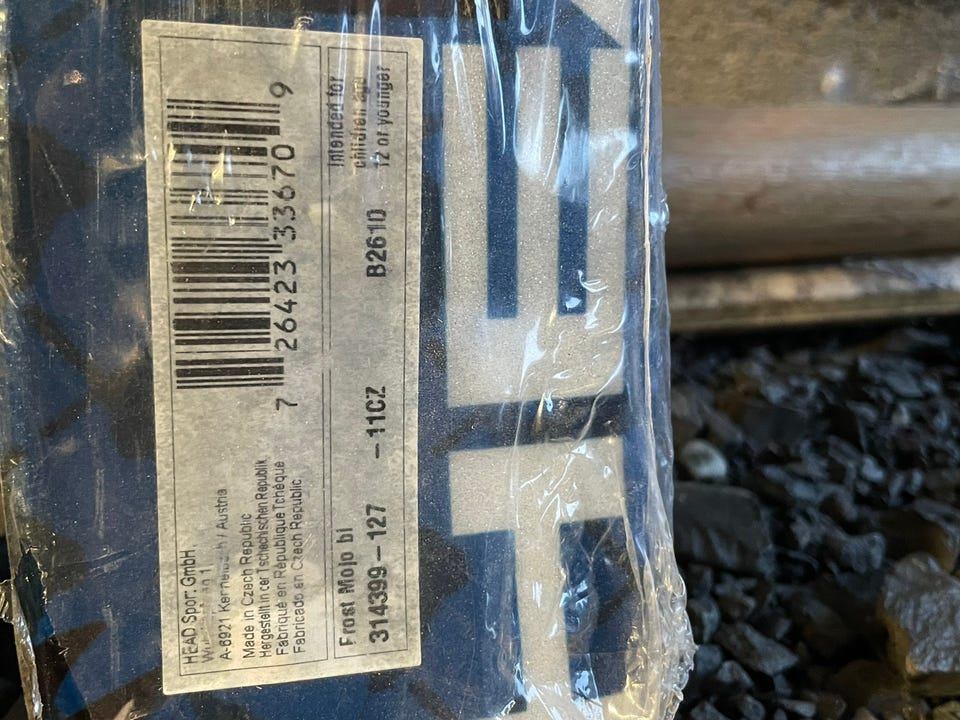 HEAD Sport GmbH,
1
A-6921 Kennelbach / Austria
Made in Czech Republic
Hergestellt in der Tschechischen Republik
Fabriqué en République Tchèque
Fabricado en Czech Republic
7 26423 33670 9
Frost Mojo bl
314399-127 -11CZ B2610
Intended for
children age
12 or younger